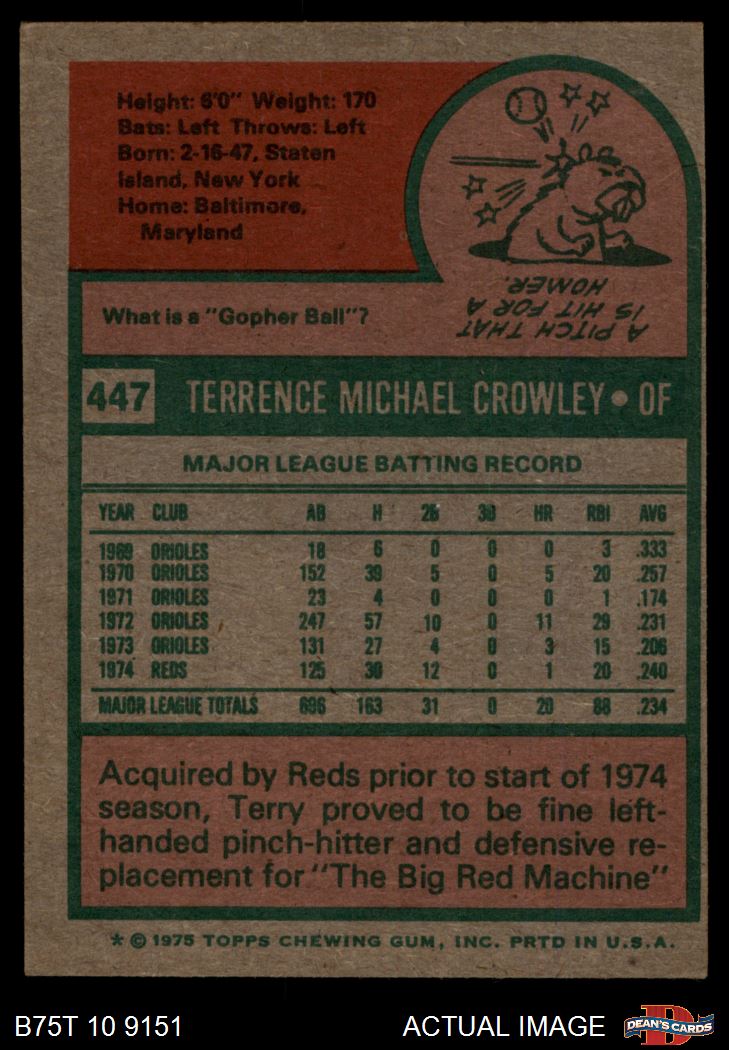 Height: 6'0" Weight: 170
Bats: Left Throws: Left
Born: 2-16-47, Staten
Island, New York
Home: Baltimore,
Maryland
What is a "Gopher Ball"?
A PITCH THAT
IS HIT FOR A
HOMER.
447 TERRENCE MICHAEL CROWLEY • OF
MAJOR LEAGUE BATTING RECORD
YEAR CLUB AB H 2B 3B HR RBI AVG
1969 ORIOLES 18 6 0 0 0 3 .333
1970 ORIOLES 152 39 5 0 5 20 .257
1971 ORIOLES 23 4 0 0 0 1 .174
1972 ORIOLES 247 57 10 0 11 29 .231
1973 ORIOLES 131 27 4 0 3 15 .206
1974 REDS 125 30 12 0 1 20 .240
MAJOR LEAGUE TOTALS 696 163 31 0 20 88 .234
Acquired by Reds prior to start of 1974
season, Terry proved to be fine left-
handed pinch-hitter and defensive re-
placement for "The Big Red Machine"
* © 1975 TOPPS CHEWING GUM, INC. PRTD IN U.S.A.
B75T 10 9151 ACTUAL IMAGE
D
DEAN'S CARDS